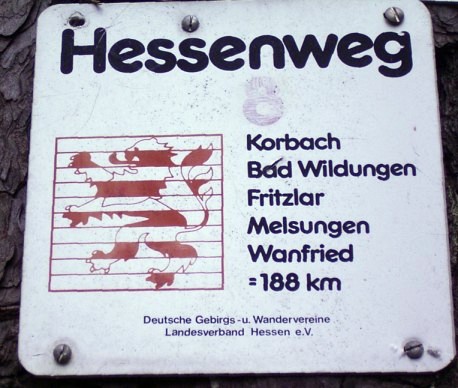 Hessenweg
8
Korbach
Bad Wildungen
Fritzlar
Melsungen
Wanfried
=188 km
Deutsche Gebirgs-u. Wandervereine
Landesverband Hessen e.V.